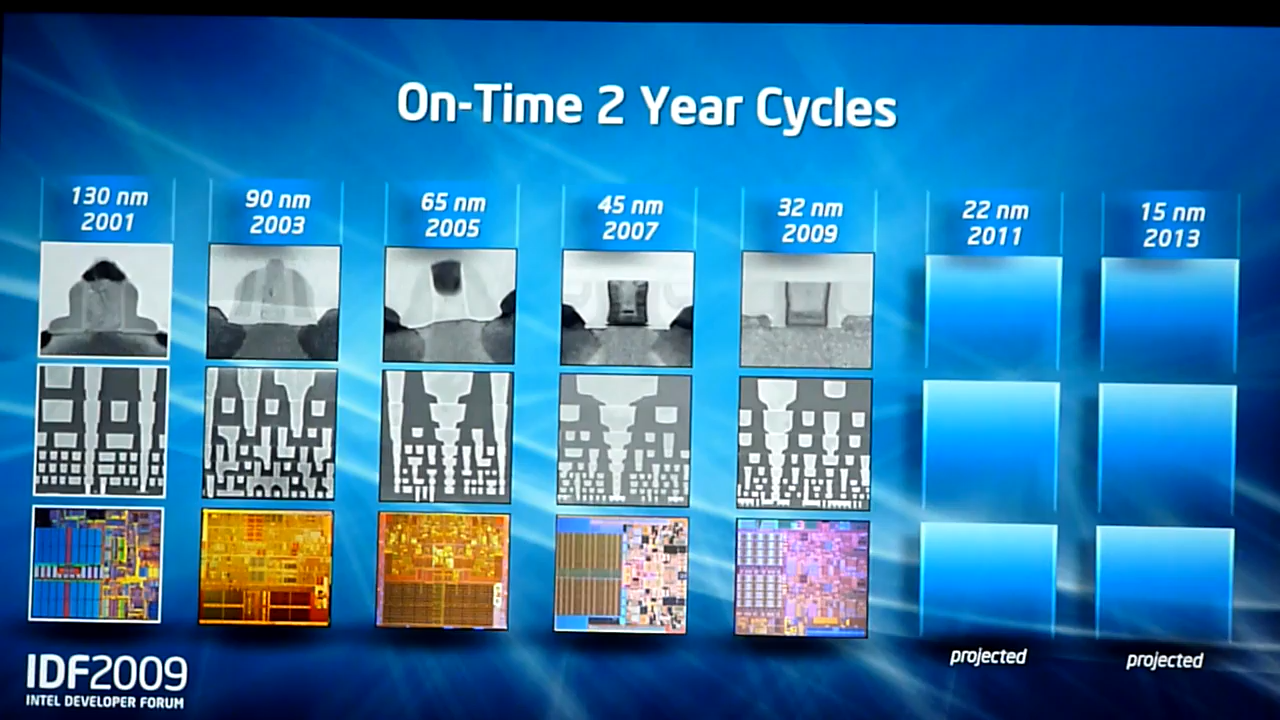 On-Time 2 Year Cycles
130 nm
2001
90 nm
2003
65 nm
2005
45 nm
2007
32 nm
2009
22 nm
2011
15 nm
2013
projected
projected
IDF2009
INTEL DEVELOPER FORUM